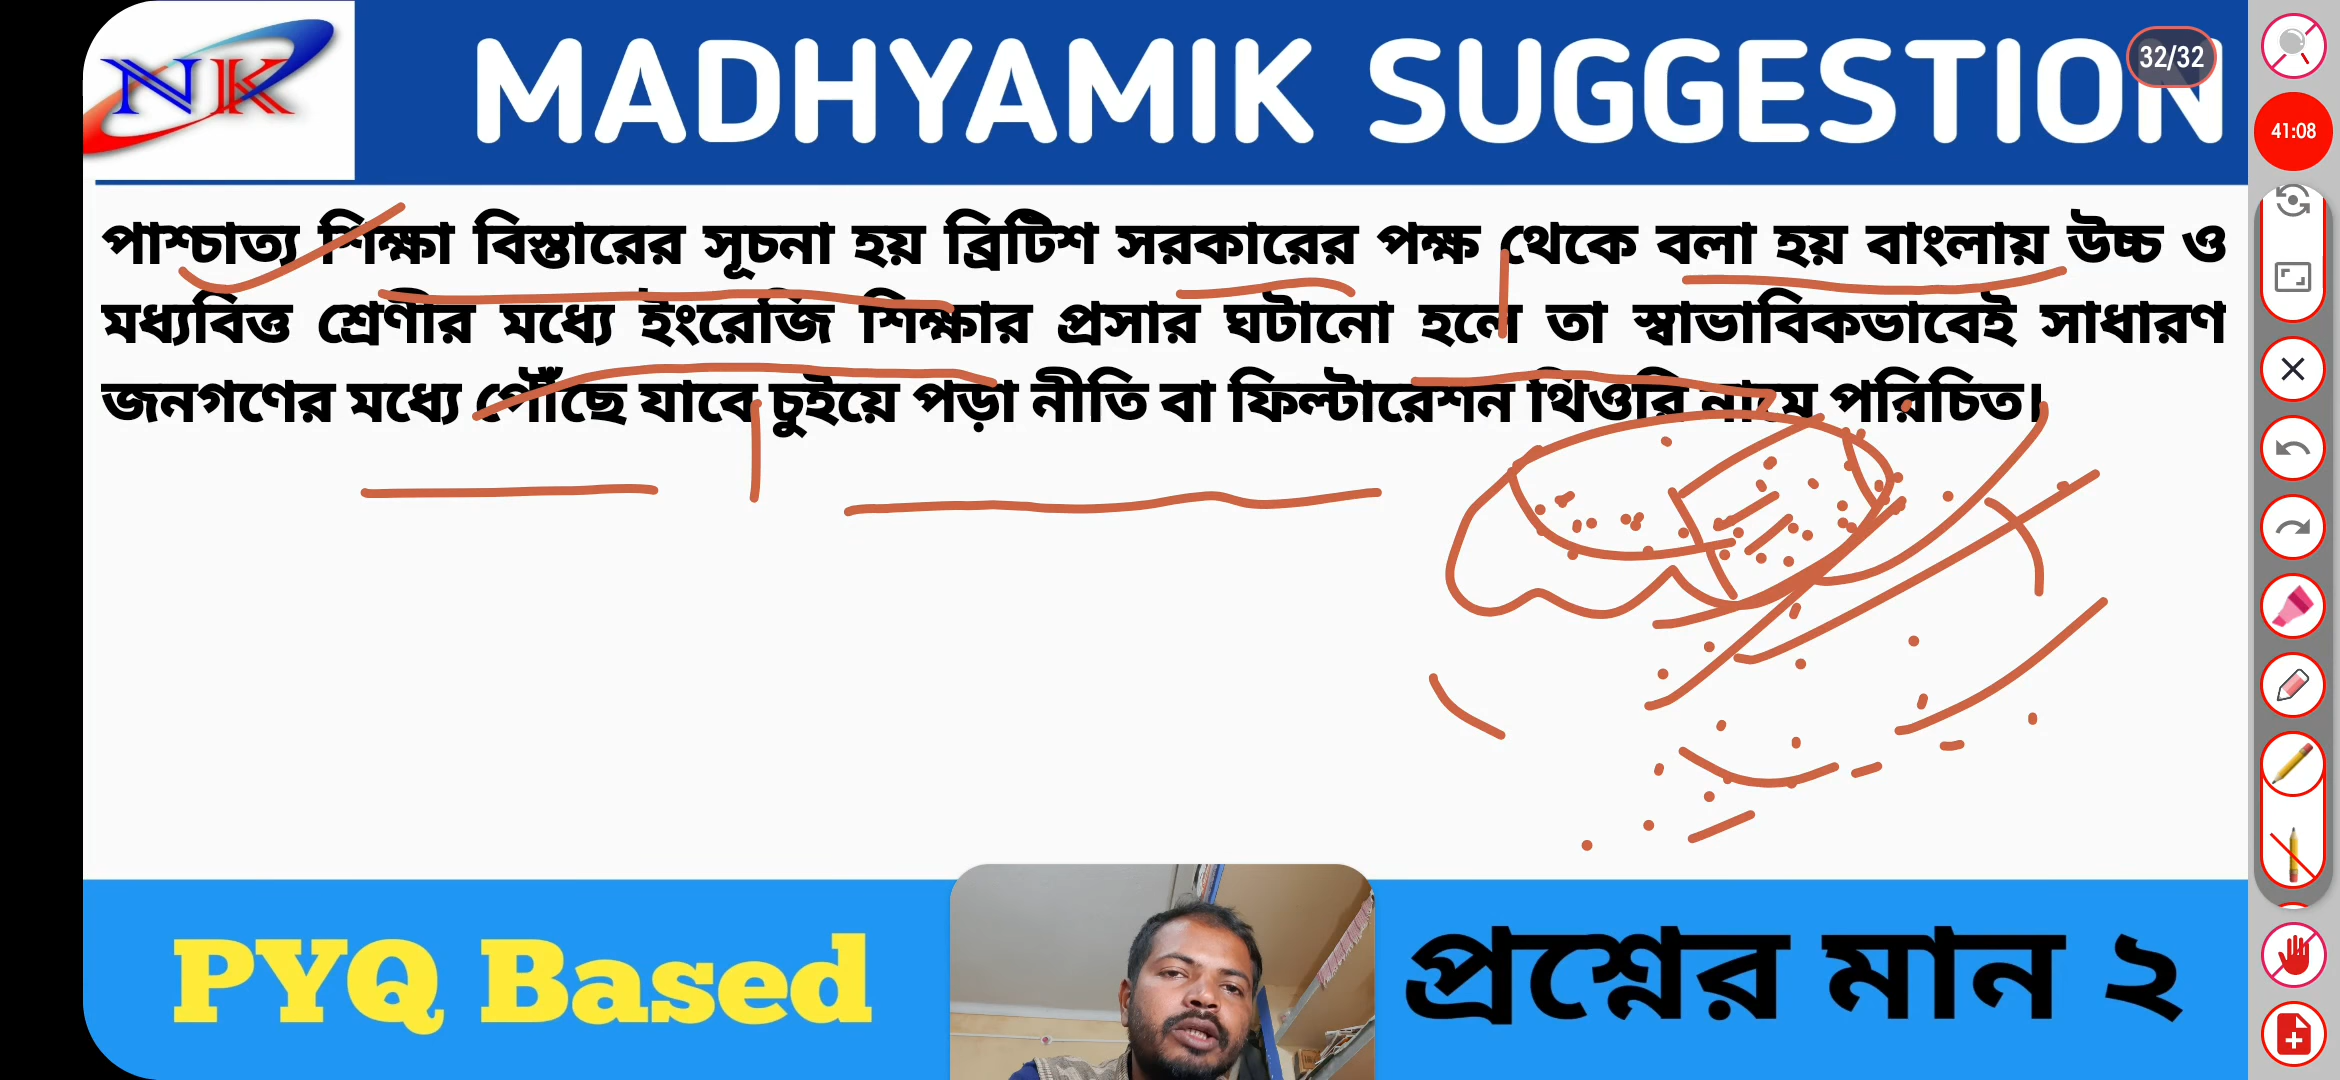 NK
MADHYAMIK SUGGESTION
32/32
41:08
পাশ্চাত্য শিক্ষা বিস্তারের সূচনা হয় ব্রিটিশ সরকারের পক্ষ থেকে বলা হয় বাংলায় উচ্চ ও
মধ্যবিত্ত শ্রেণীর মধ্যে ইংরেজি শিক্ষার প্রসার ঘটানো হলে তা স্বাভাবিকভাবেই সাধারণ
জনগণের মধ্যে পৌঁছে যাবে চুইয়ে পড়া নীতি বা ফিল্টারেশন থিওরি নামে পরিচিত।
PYQ Based
প্রশ্নের মান ২